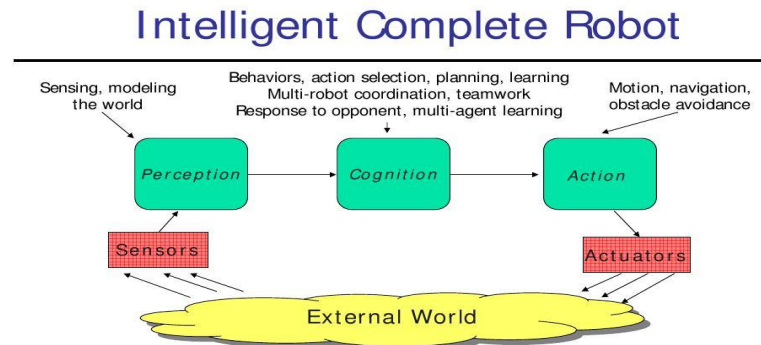 Intelligent Complete Robot
Sensing, modeling
the world
Behaviors, action selection, planning, learning
Multi-robot coordination, teamwork
Response to opponent, multi-agent learning
Motion, navigation,
obstacle avoidance
Perception
Cognition
Action
Sensors
Actuators
External World